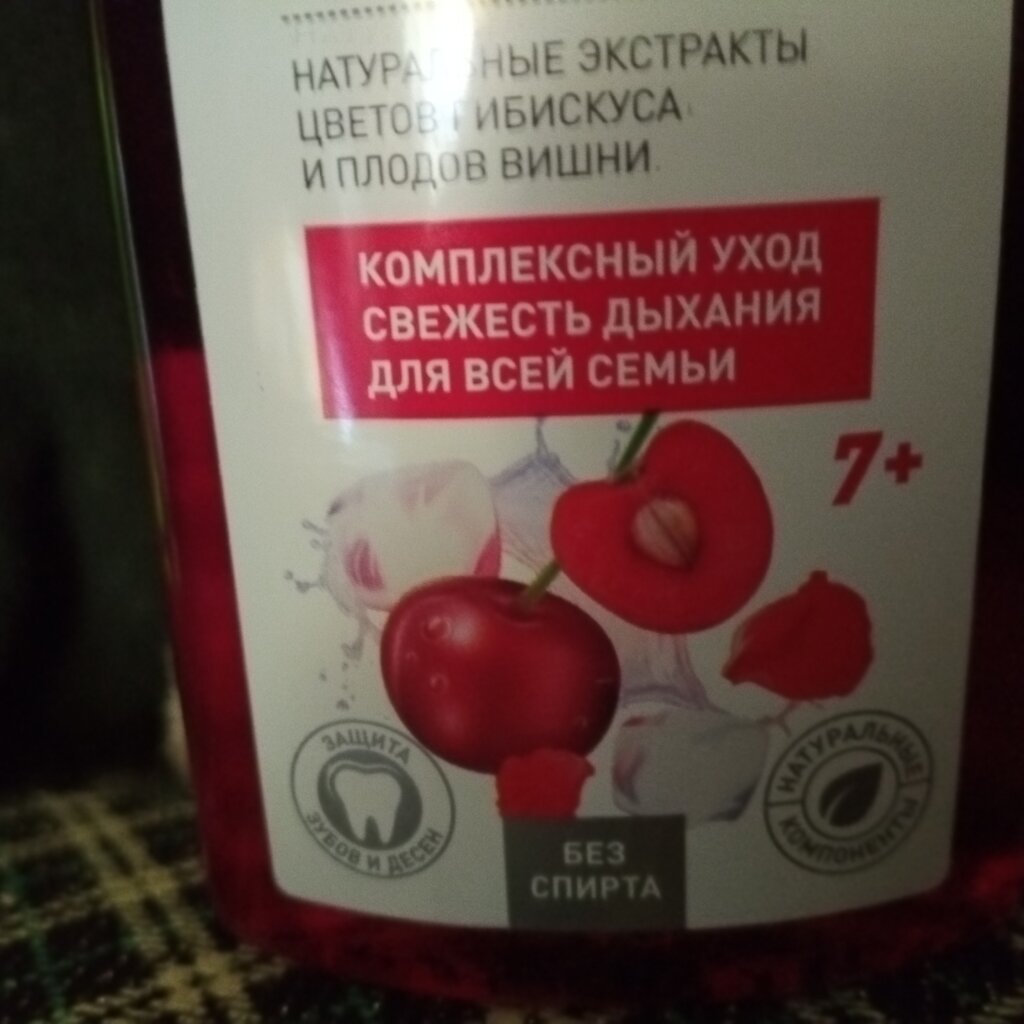 НАТУРАЛЬНЫЕ ЭКСТРАКТЫ
ЦВЕТОВ ГИБИСКУСА
И ПЛОДОВ ВИШНИ
КОМПЛЕКСНЫЙ УХОД
СВЕЖЕСТЬ ДЫХАНИЯ
ДЛЯ ВСЕЙ СЕМЬИ
7+
ЗАЩИТА
ЗУБОВ И ДЕСЕН
НАТУРАЛЬНЫЕ
КОМПОНЕНТЫ
БЕЗ
СПИРТА